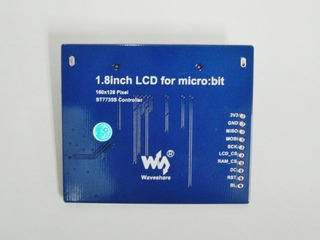 1.8inch LCD for micro:bit
160x128 Pixel
ST7735S Controller
3V3
GND
MISO
MOSI
SCK
LCD_CS
RAM_CS
DC
RST
BL
Waveshare